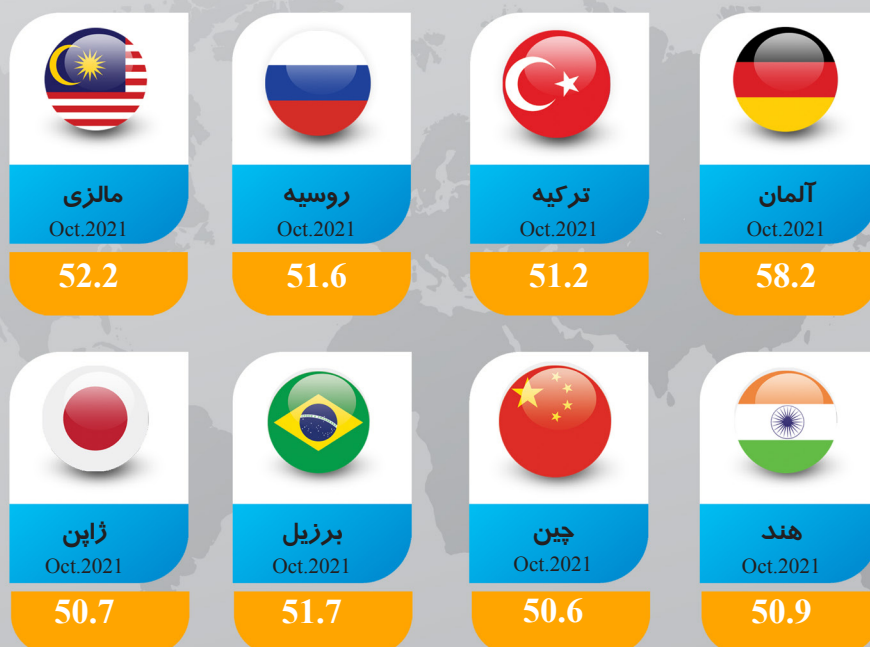 آلمان
Oct.2021
58.2
ترکیه
Oct.2021
51.2
روسیه
Oct.2021
51.6
مالزی
Oct.2021
52.2
هند
Oct.2021
50.9
چین
Oct.2021
50.6
برزیل
Oct.2021
51.7
ژاپن
Oct.2021
50.7